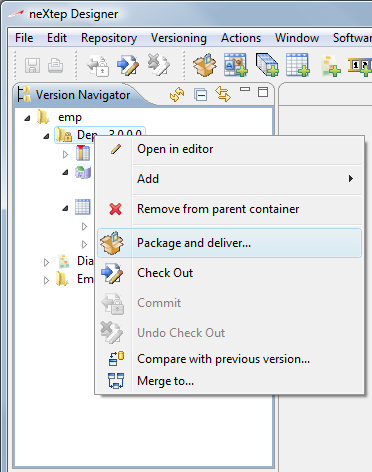 neXtep Designer
File Edit Repository Versioning Actions Window Softwa
Version Navigator
emp
Dep 3.0.0.0
Open in editor
Add
Remove from parent container
Package and deliver...
Check Out
Dia
Em
Commit
Undo Check Out
Compare with previous version...
Merge to...